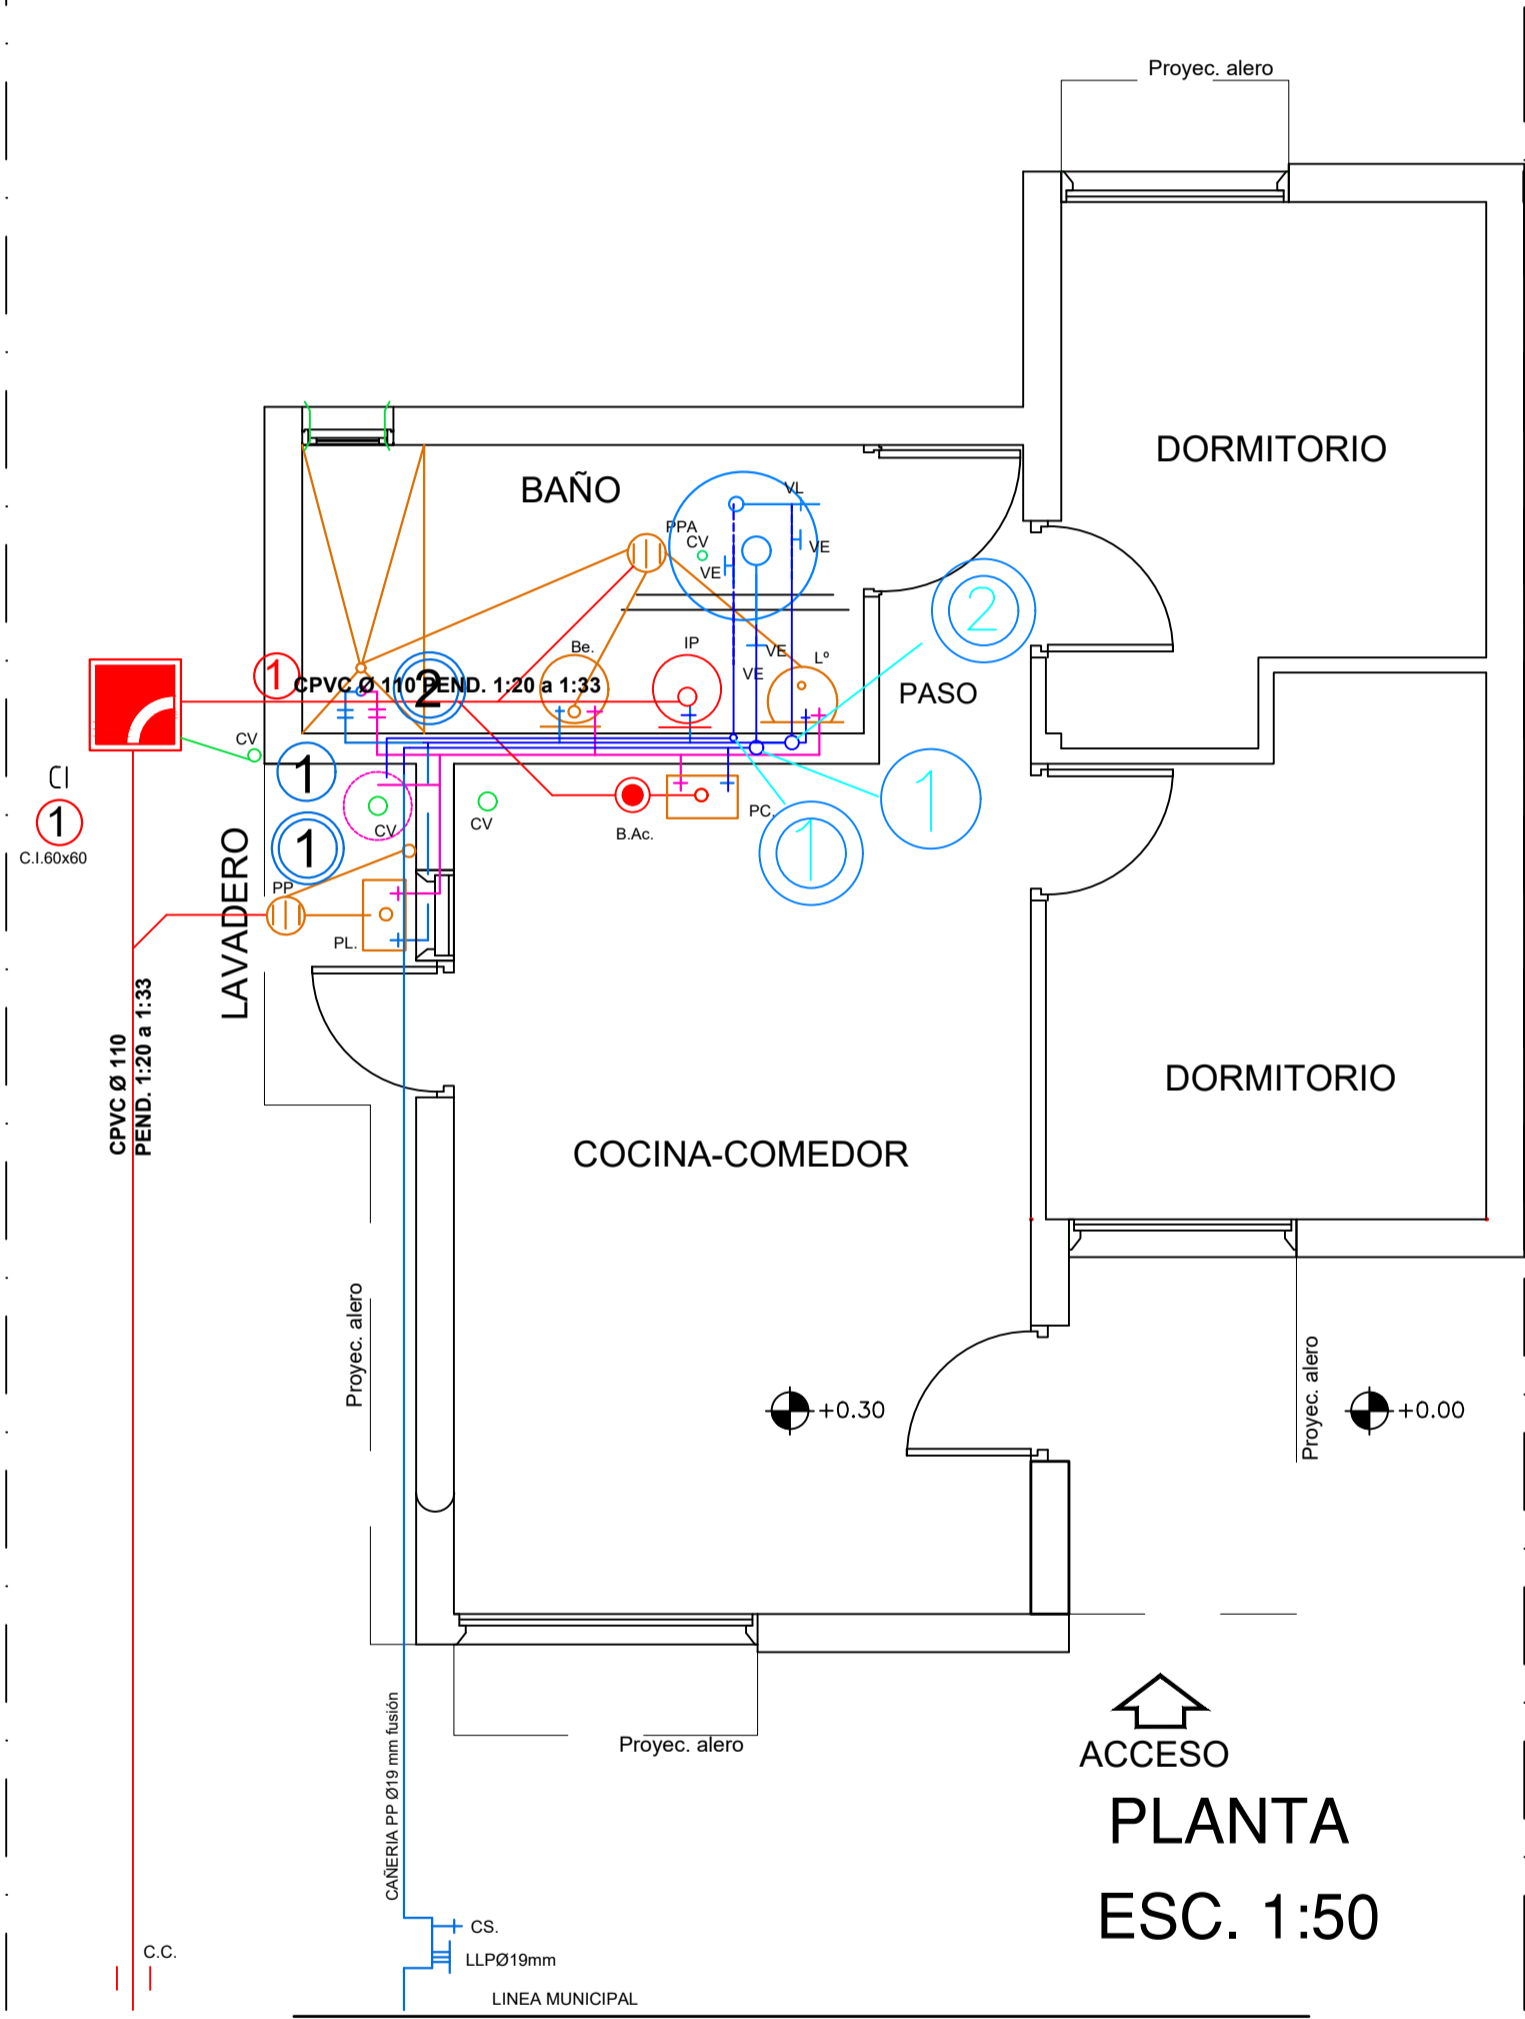 Proyec. alero
DORMITORIO
BAÑO
VL
PPA
CV
VE
VE
2
Be.
IP
VE
VE
Lº
PASO
1
CPVC Ø 110 PEND. 1:20 a 1:33
2
CV
CI
1
C.I.60x60
1
1
CV
CV
B.Ac.
PC.
1
1
LAVADERO
PP
PL.
CPVC Ø 110
PEND. 1:20 a 1:33
DORMITORIO
COCINA-COMEDOR
Proyec. alero
+0.30
Proyec. alero
+0.00
CAÑERIA PP Ø19 mm fusión
Proyec. alero
ACCESO
PLANTA
ESC. 1:50
CS.
C.C.
LLPØ19mm
LINEA MUNICIPAL